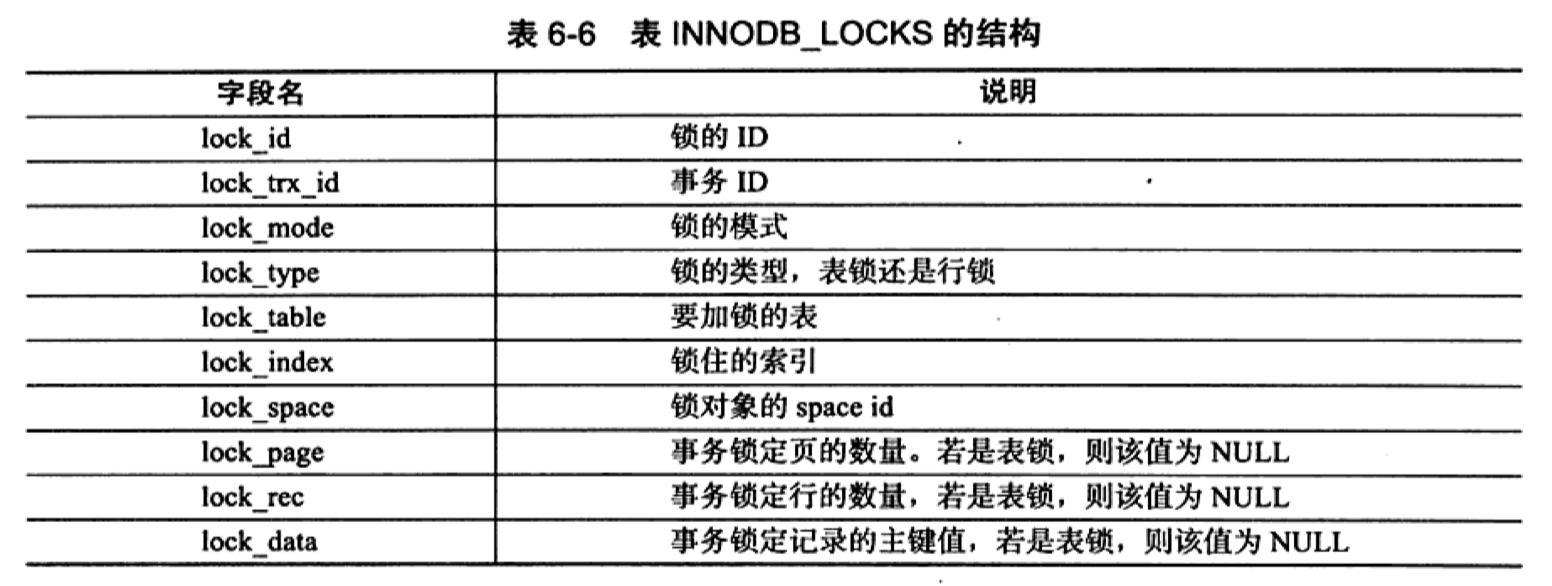 表 6-6 表 INNODB_LOCKS 的结构
字段名 说明
lock_id 锁的 ID
lock_trx_id 事务 ID
lock_mode 锁的模式
lock_type 锁的类型，表锁还是行锁
lock_table 要加锁的表
lock_index 锁住的索引
lock_space 锁对象的 space id
lock_page 事务锁定页的数量。若是表锁，则该值为 NULL
lock_rec 事务锁定行的数量，若是表锁，则该值为 NULL
lock_data 事务锁定记录的主键值，若是表锁，则该值为 NULL